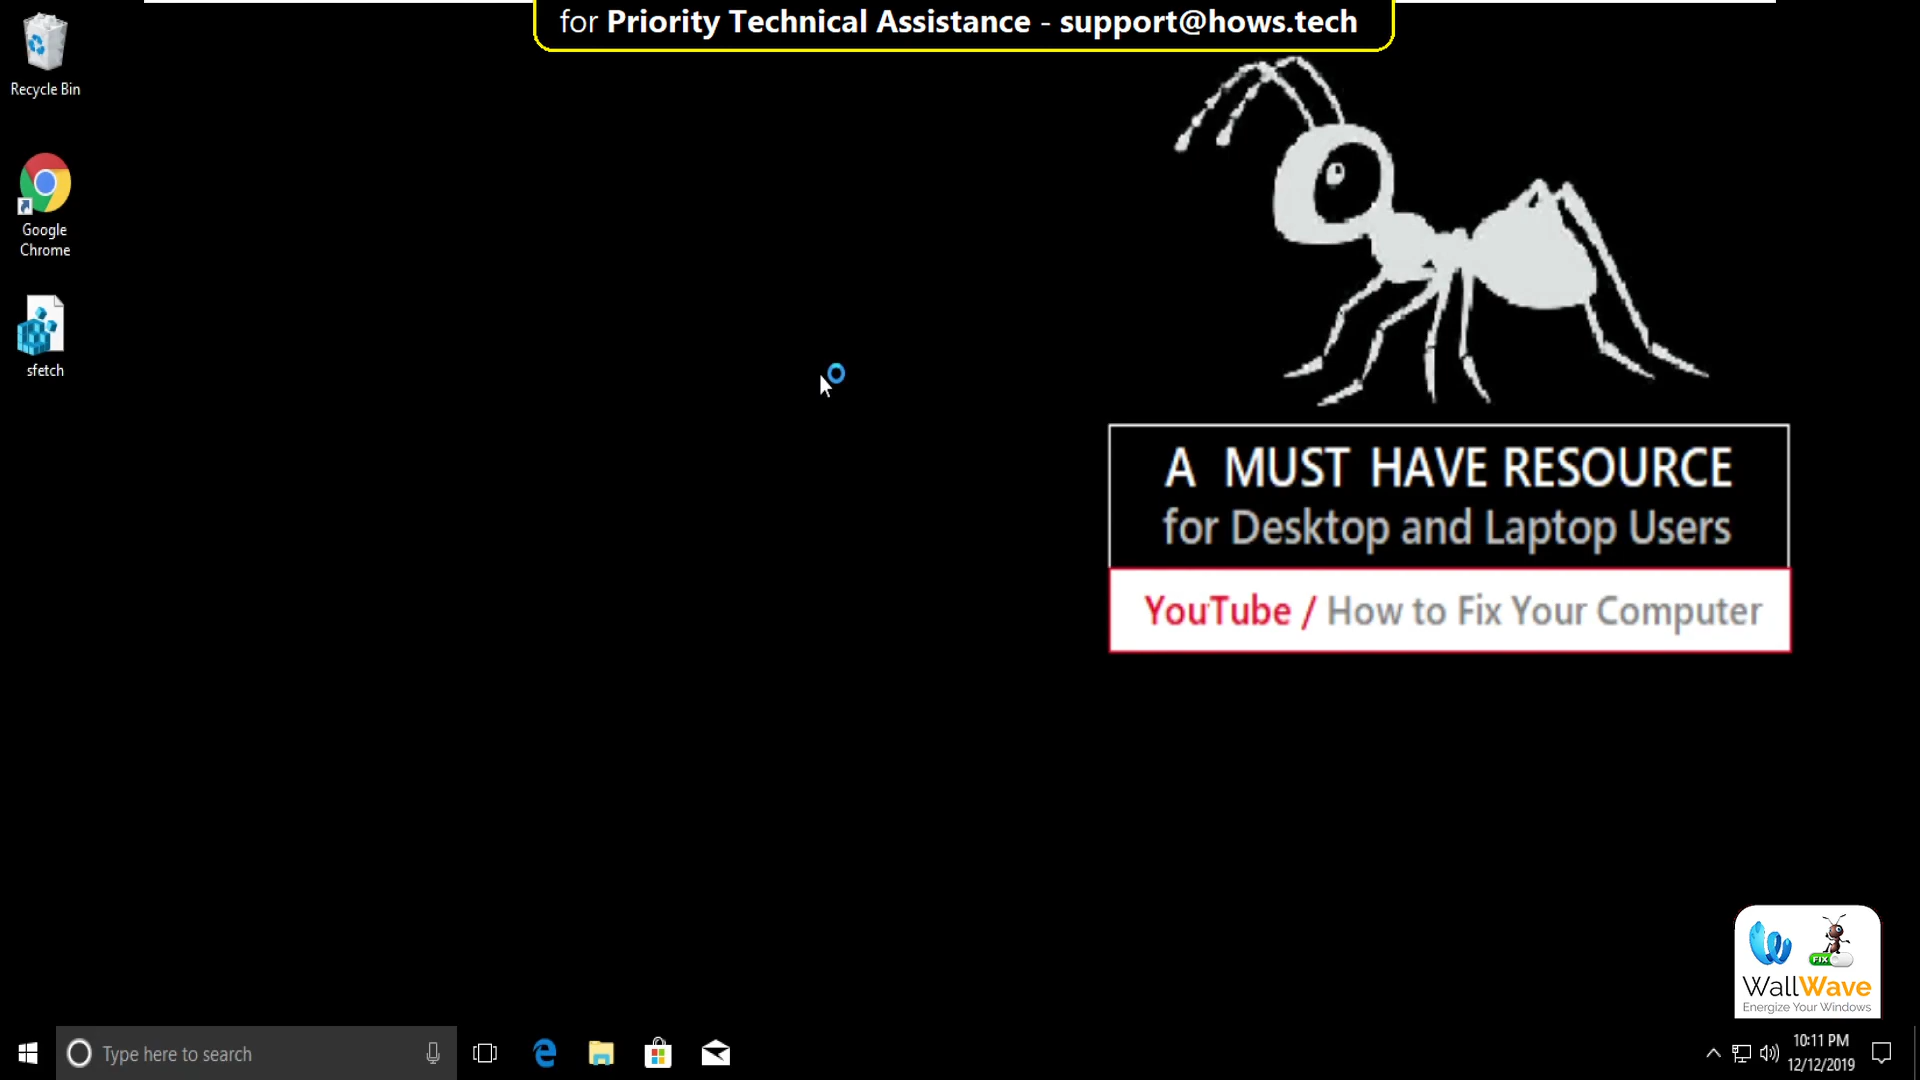 for Priority Technical Assistance - support@hows.tech
Recycle Bin
Google
Chrome
sfetch
A MUST HAVE RESOURCE
for Desktop and Laptop Users
YouTube / How to Fix Your Computer
FIX
WallWave
Energize Your Windows
Type here to search
10:11 PM
12/12/2019